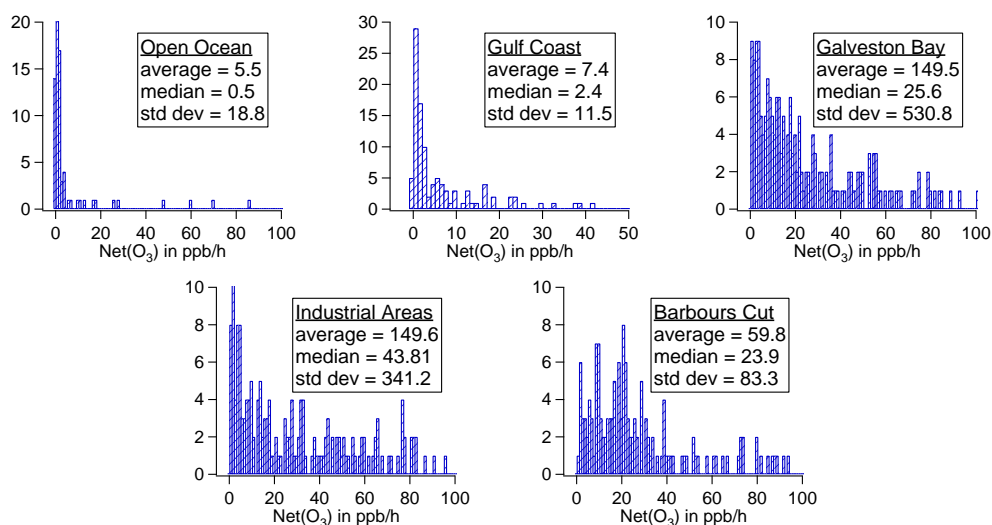 20
15
10
5
0
0
20
40
60
80
100
Net(O3) in ppb/h
Open Ocean
average = 5.5
median = 0.5
std dev = 18.8
30
25
20
15
10
5
0
0
10
20
30
40
50
Net(O3) in ppb/h
Gulf Coast
average = 7.4
median = 2.4
std dev = 11.5
10
8
6
4
2
0
0
20
40
60
80
100
Net(O3) in ppb/h
Galveston Bay
average = 149.5
median = 25.6
std dev = 530.8
10
8
6
4
2
0
0
20
40
60
80
100
Net(O3) in ppb/h
Industrial Areas
average = 149.6
median = 43.81
std dev = 341.2
10
8
6
4
2
0
0
20
40
60
80
100
Net(O3) in ppb/h
Barbours Cut
average = 59.8
median = 23.9
std dev = 83.3